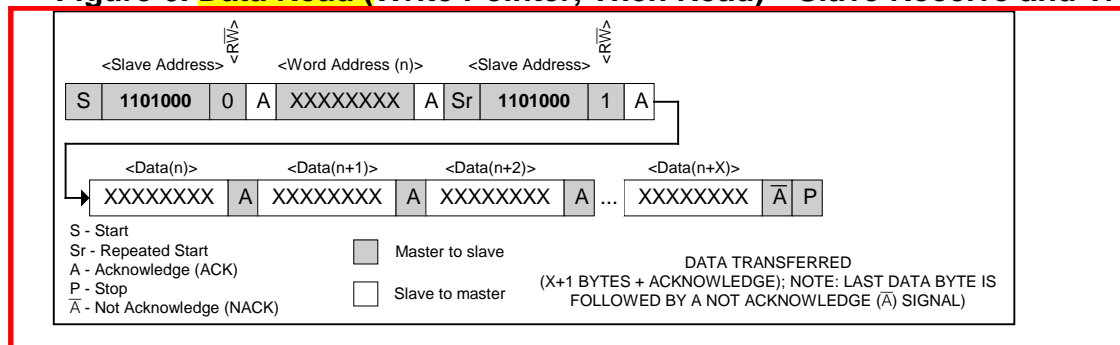 <RW̅>
<RW̅>
<Slave Address>
<Word Address (n)>
<Slave Address>
S 1101000 0 A XXXXXXXX A Sr 1101000 1 A
<Data(n)>
<Data(n+1)>
<Data(n+2)>
<Data(n+X)>
XXXXXXXX A XXXXXXXX A XXXXXXXX A ... XXXXXXXX A̅ P
S - Start
Sr - Repeated Start
A - Acknowledge (ACK)
P - Stop
A̅ - Not Acknowledge (NACK)
Master to slave
Slave to master
DATA TRANSFERRED
(X+1 BYTES + ACKNOWLEDGE); NOTE: LAST DATA BYTE IS
FOLLOWED BY A NOT ACKNOWLEDGE (A̅) SIGNAL)